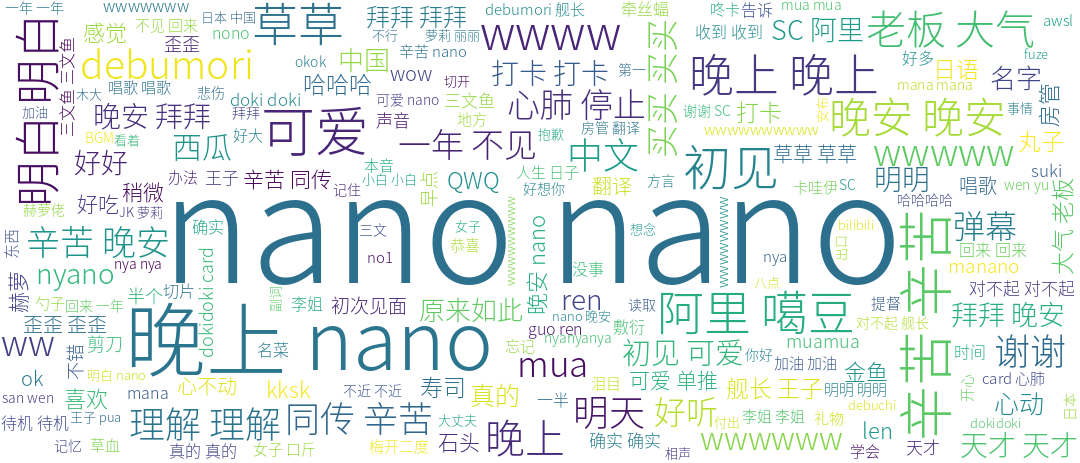 一年 一年
wwwwwww
日本 中国
nono
草草
拜拜 拜拜
debumori 舰长
牵丝蝠
wwww
买买 买买
咚卡
告诉
mua mua
收到 收到
SC 阿里
老板 大气
awsl
fuze
明白 明白
三文鱼 三文鱼
感觉
不见 回来
歪歪
debumori
不行
辛苦 nano
萝莉 丽丽
okok
中国
wow
哈哈哈
切开
打卡 打卡
第一
晚上 晚上
好多
日语
名字
mana mana
加油
木大
唱歌 唱歌
悲伤
doki doki
可爱 nano
三文鱼
心肺 停止
谢谢 SC
打卡
安布
事情
房管
晚安 拜拜
拜拜
可爱
声音
地方
房管 翻译
抱歉
wwwwwwwwww
晚安 晚安
BGM
看着
好大
西瓜
一年 不见
中文
初见
草草 草草
wwwww
丸子
好好
办法
王子
辛苦 同传
本音
小白 小白
早点
QWQ
人生 日子
好想你
翻译
方言
卡哇伊
SC
明明
唱歌
suki
wen yu
稍微
好吃
JK 萝莉
记住
哈哈哈哈
大气 老板
赫萝佬
nano nano
东西
辛苦 晚安
确实
三文
女子
恭喜
wwwwwwwwwwww
晚安 nano
想念
wwwwwwwwwwww
bilibili
口田
辛苦 辛苦
弹幕
回来 回来
nya nya
no1
nya
nyano
没事
manano
赫萝
勺子
回来 一年
半个
切片
dokidoki card
李姐
初次见面
原来如此
ren
八点
读取
阿里 噶豆
提督
对不起 对不起
歪歪 歪歪
晚上 nano
nano 晚安
guo ren
敷衍
对不起 舰长
拜拜 晚安
ww
不错
剪刀
名菜
忘记
nyanyanya
初见 可爱
muamua
你好
时间
谢谢
mua
加油 加油
ok
明白 nano
心不动
kksk
不近 不近
寿司
真的
可爱 单推
金鱼
card 心肺
san wen
喜欢
mana
一半
泪目
舰长 王子
明明 明明
开心
心动
日本
待机 待机
王子 pua
理解 理解
同传 辛苦
大丈夫
明天
好听
付出
李姐 李姐
礼物
debuchi
len
dokidoki
记忆
草血
真的 真的
女子 口斤
梅开二度
石头
晚上
确实 确实
相声
wwwwww
学会
天才
天才 天才